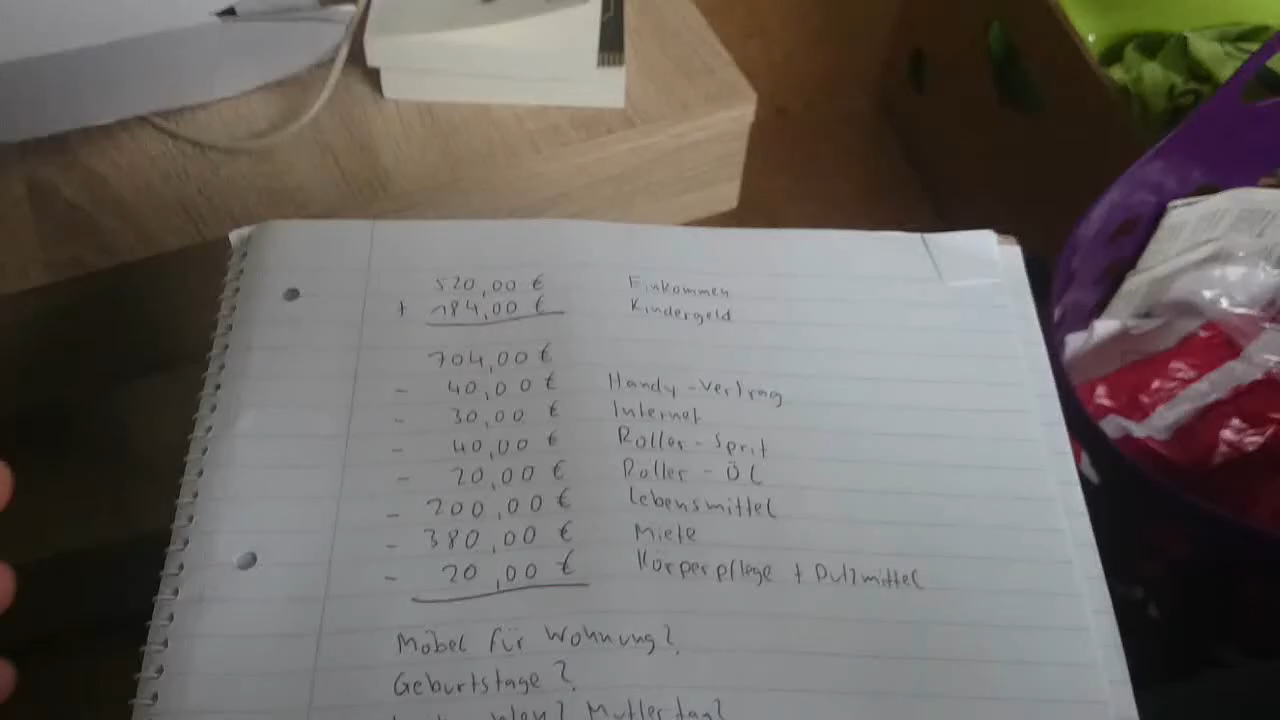 520,00 € Einkommen
+ 184,00 € Kindergeld
704,00 €
- 40,00 € Handy-Vertrag
- 30,00 € Internet
- 40,00 € Roller-Sprit
- 20,00 € Roller-Öl
- 200,00 € Lebensmittel
- 380,00 € Miete
- 20,00 € Körperpflege + Putzmittel
Möbel für Wohnung?
Geburtstage?
Muttertag?